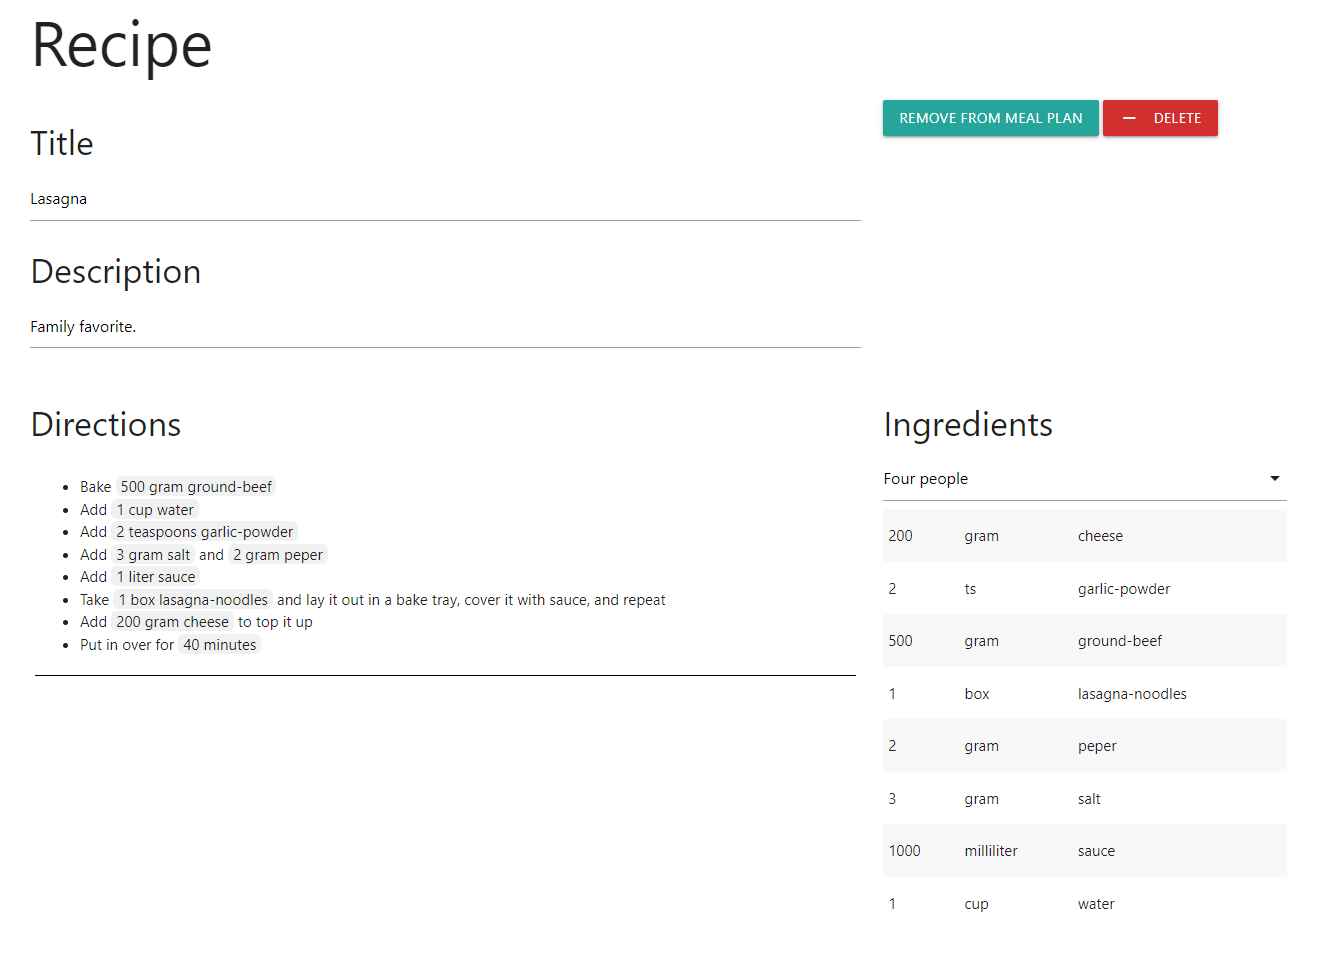 Recipe
REMOVE FROM MEAL PLAN
DELETE
Title
Lasagna
Description
Family favorite.
Directions
Bake 500 gram ground-beef
Add 1 cup water
Add 2 teaspoons garlic-powder
Add 3 gram salt and 2 gram peper
Add 1 liter sauce
Take 1 box lasagna-noodles and lay it out in a bake tray, cover it with sauce, and repeat
Add 200 gram cheese to top it up
Put in over for 40 minutes
Ingredients
Four people
200 gram cheese
2 ts garlic-powder
500 gram ground-beef
1 box lasagna-noodles
2 gram peper
3 gram salt
1000 milliliter sauce
1 cup water